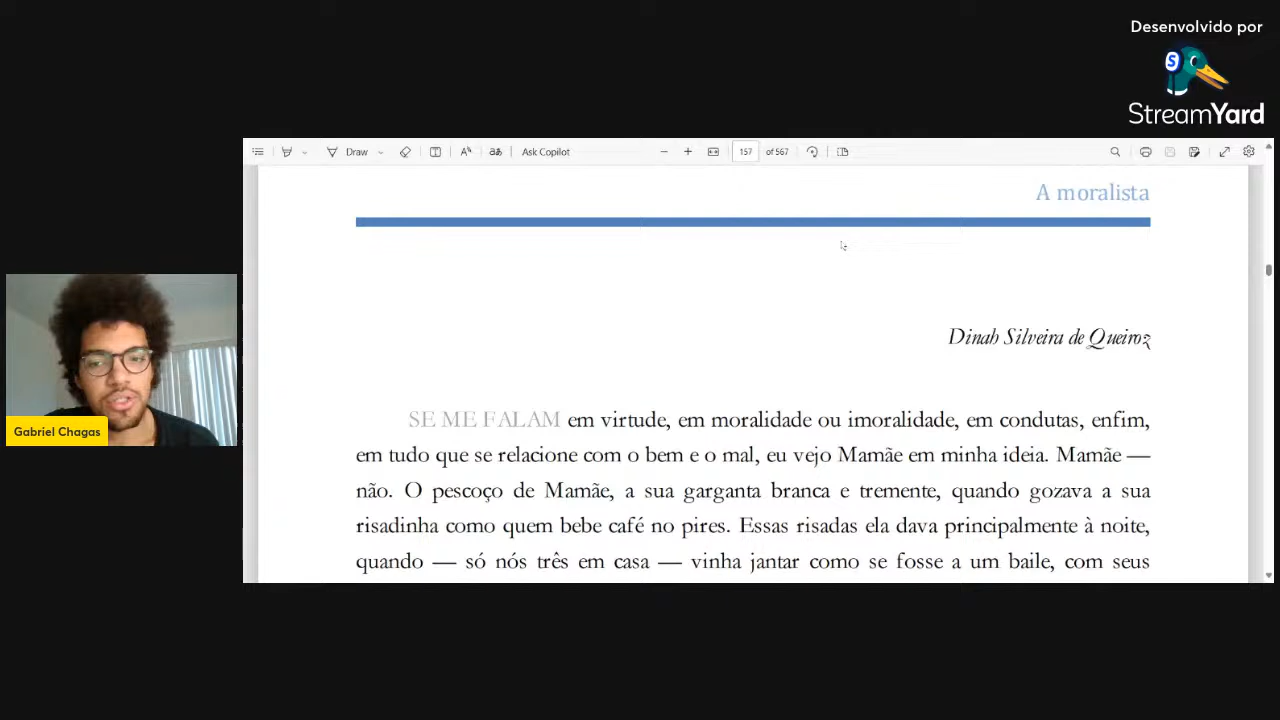 Desenvolvido por
StreamYard
Draw
Ask Copilot
157
of 567
A moralista
Dinah Silveira de Queiroz
SE ME FALAM em virtude, em moralidade ou imoralidade, em condutas, enfim,
em tudo que se relacione com o bem e o mal, eu vejo Mamãe em minha ideia. Mamãe —
não. O pescoço de Mamãe, a sua garganta branca e tremente, quando gozava a sua
risadinha como quem bebe café no pires. Essas risadas ela dava principalmente à noite,
quando — só nós três em casa — vinha jantar como se fosse a um baile, com seus
Gabriel Chagas